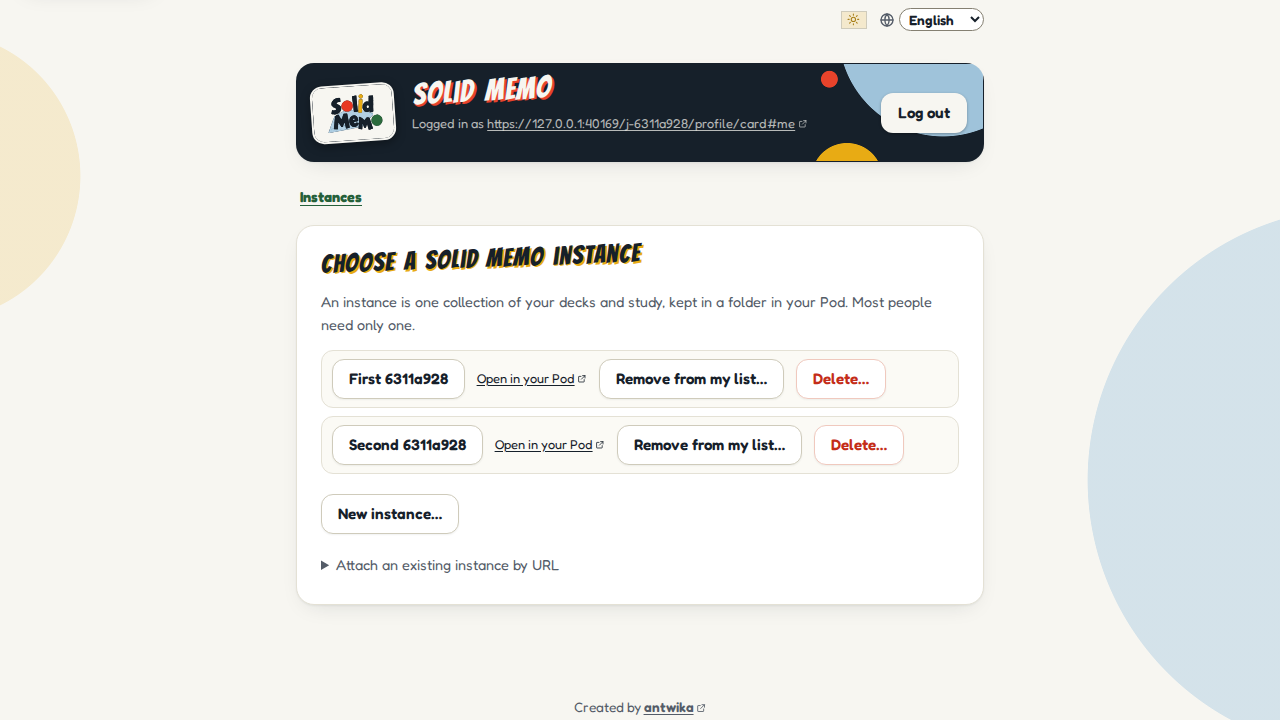 English
Solid Memo
SOLID MEMO
Logged in as https://127.0.0.1:40169/j-6311a928/profile/card#me
Log out
Instances
CHOOSE A SOLID MEMO INSTANCE
An instance is one collection of your decks and study, kept in a folder in your Pod. Most people
need only one.
First 6311a928 Open in your Pod Remove from my list... Delete...
Second 6311a928 Open in your Pod Remove from my list... Delete...
New instance...
Attach an existing instance by URL
Created by antwika